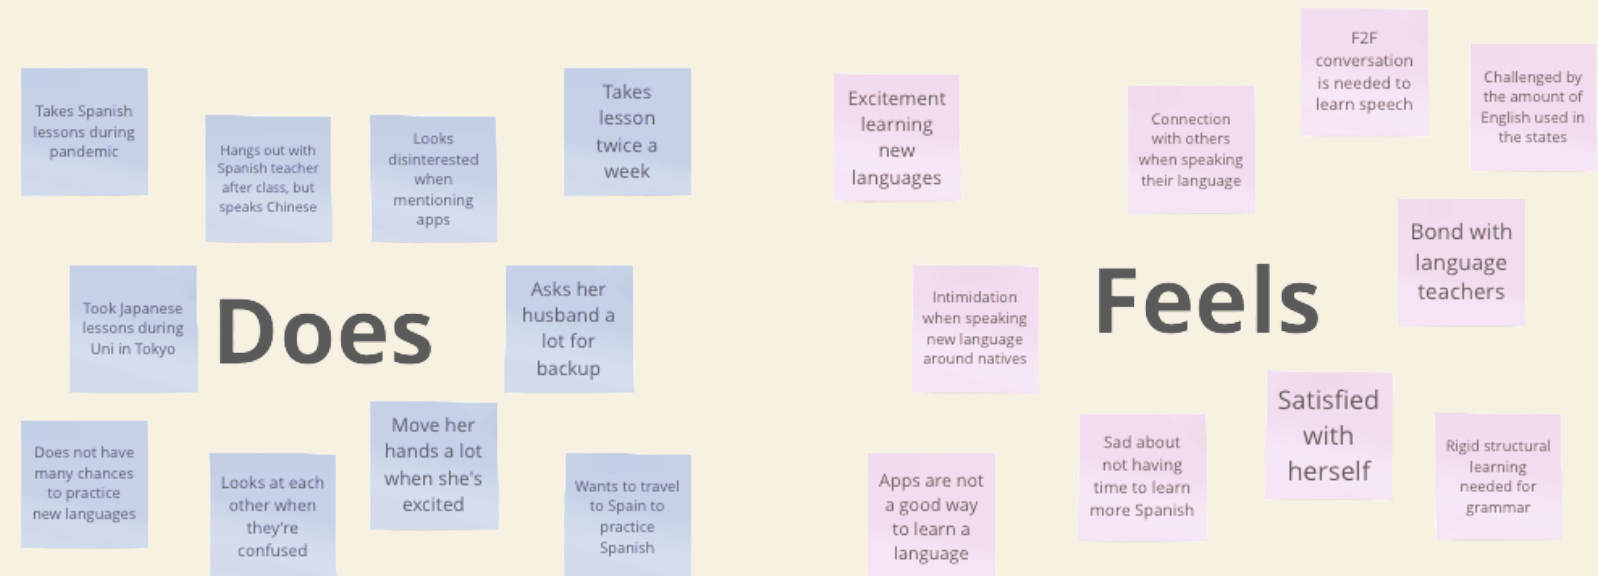 Takes Spanish
lessons during
pandemic
Hangs out with
Spanish teacher
after class, but
speaks Chinese
Looks
disinterested
when
mentioning
apps
Takes
lesson
twice a
week
Took Japanese
lessons during
Uni in Tokyo
Does
Asks her
husband a
lot for
backup
Does not have
many chances
to practice
new languages
Looks at each
other when
they're
confused
Move her
hands a lot
when she's
excited
Wants to travel
to Spain to
practice
Spanish
Excitement
learning
new
languages
Connection
with others
when speaking
their language
F2F
conversation
is needed to
learn speech
Challenged by
the amount of
English used in
the states
Intimidation
when speaking
new language
around natives
Feels
Bond with
language
teachers
Apps are not
a good way
to learn a
language
Sad about
not having
time to learn
more Spanish
Satisfied
with
herself
Rigid structural
learning
needed for
grammar